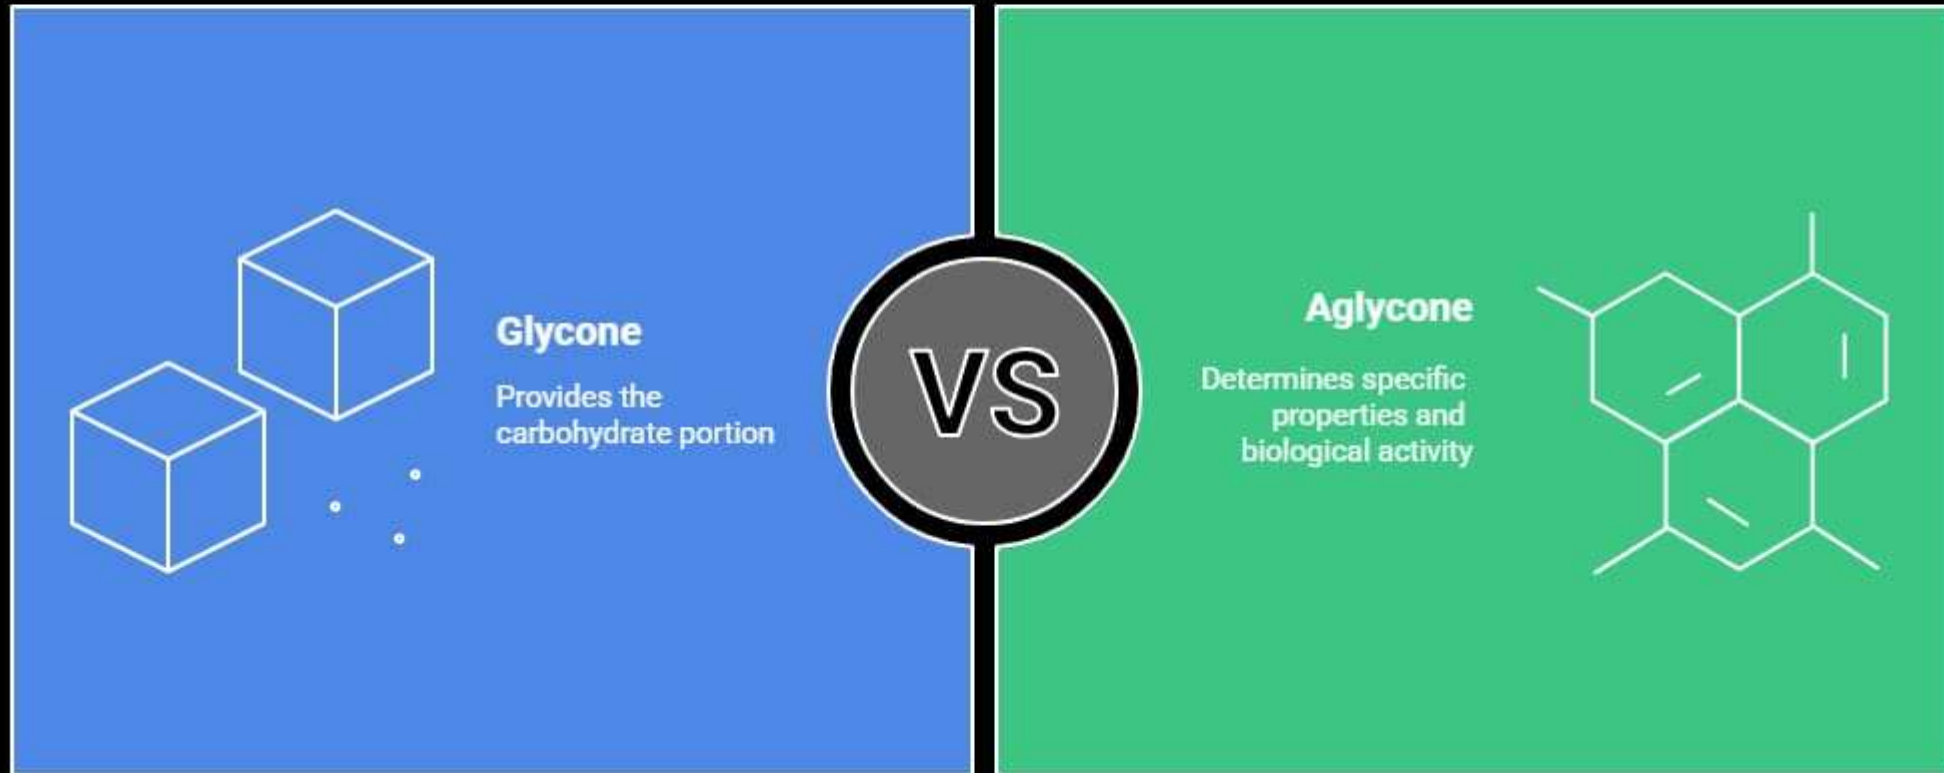 Glycone
Provides the
carbohydrate portion
VS
Aglycone
Determines specific
properties and
biological activity